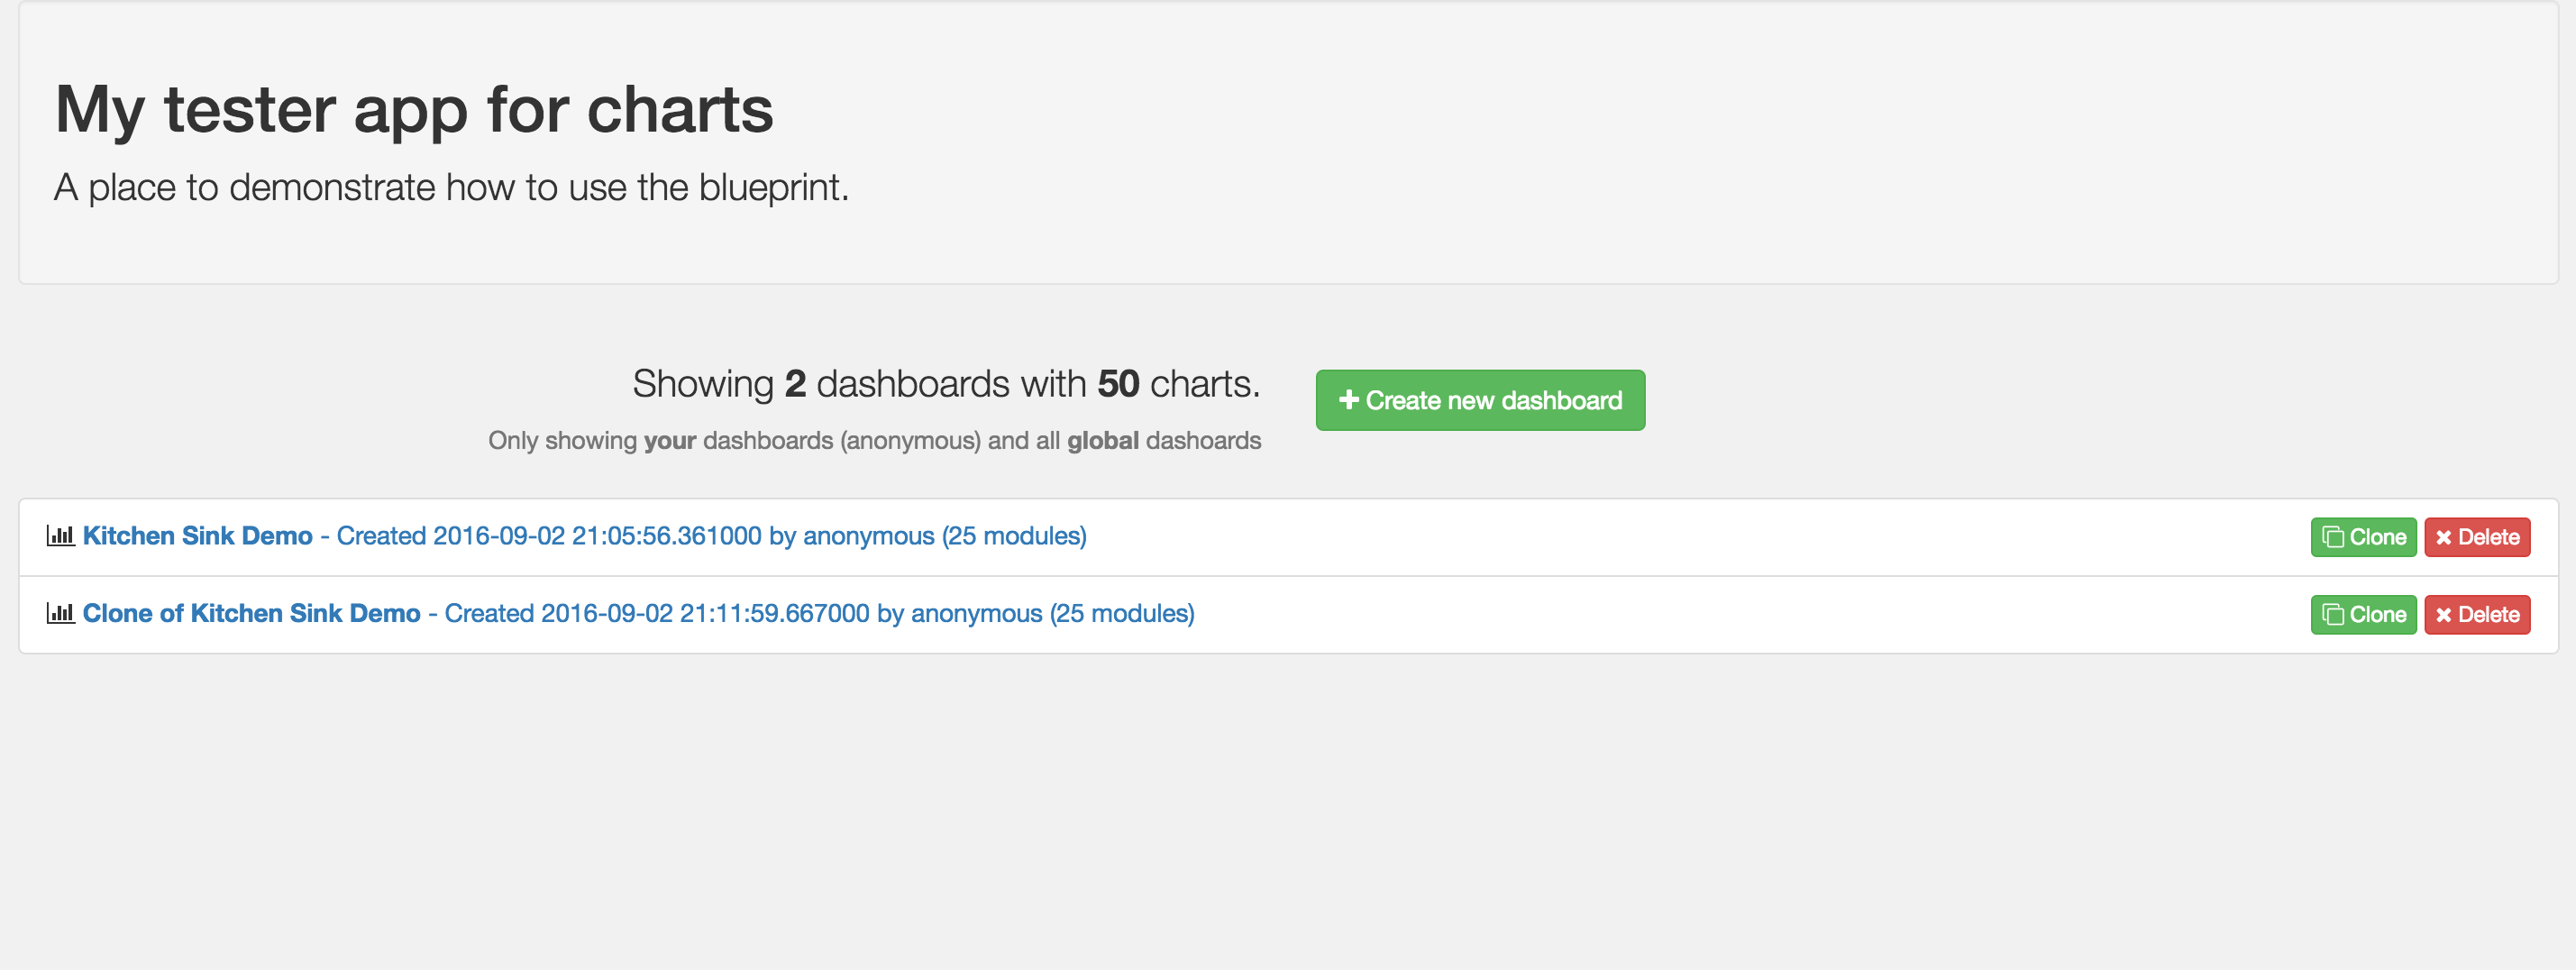 My tester app for charts
A place to demonstrate how to use the blueprint.
Showing 2 dashboards with 50 charts.
Create new dashboard
Only showing your dashboards (anonymous) and all global dashoards
Kitchen Sink Demo - Created 2016-09-02 21:05:56.361000 by anonymous (25 modules) Clone Delete
Clone of Kitchen Sink Demo - Created 2016-09-02 21:11:59.667000 by anonymous (25 modules) Clone Delete